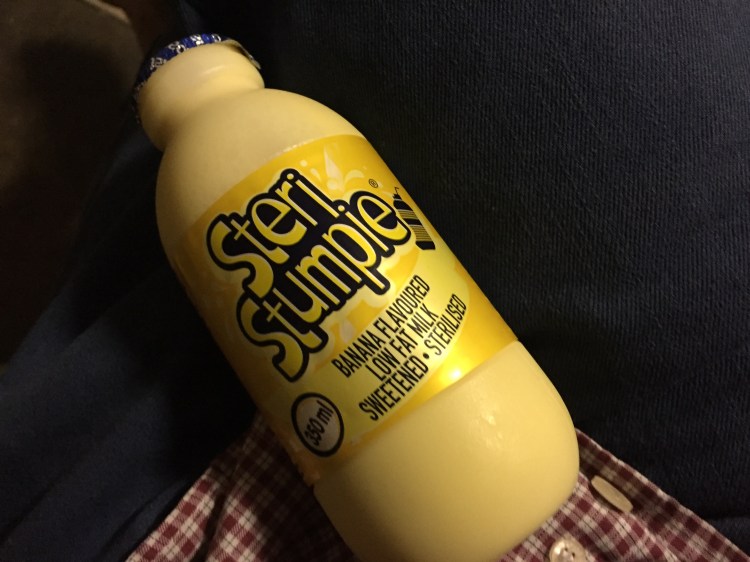 Steri
Stumpie®
BANANA FLAVOURED
LOW FAT MILK
SWEETENED • STERILISED
350 ml